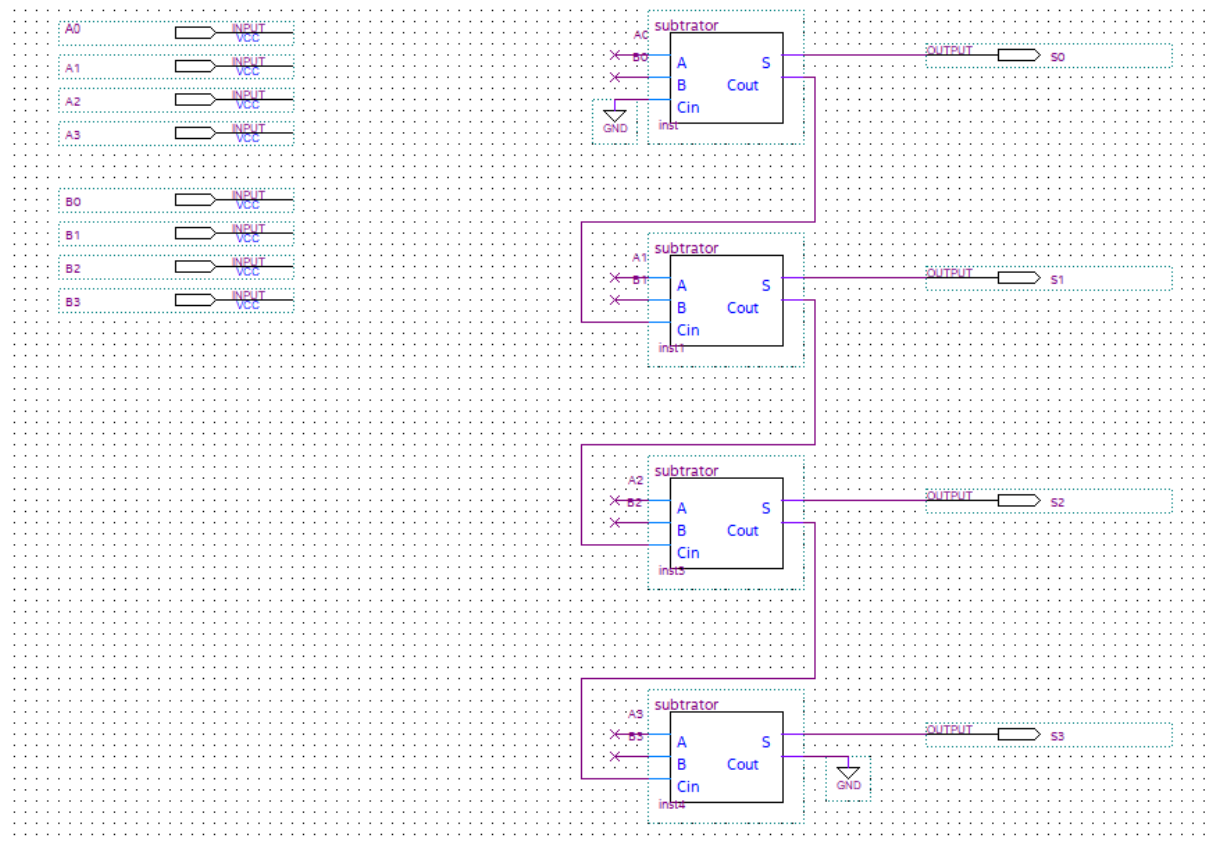 A0 INPUT
VCC
A1 INPUT
VCC
A2 INPUT
VCC
A3 INPUT
VCC
B0 INPUT
VCC
B1 INPUT
VCC
B2 INPUT
VCC
B3 INPUT
VCC
subtrator
A0
B0
A S
B Cout
Cin
GND
inst
OUTPUT S0
subtrator
A1
B1
A S
B Cout
Cin
inst1
OUTPUT S1
subtrator
A2
B2
A S
B Cout
Cin
inst3
OUTPUT S2
subtrator
A3
B3
A S
B Cout
Cin
GND
inst4
OUTPUT S3